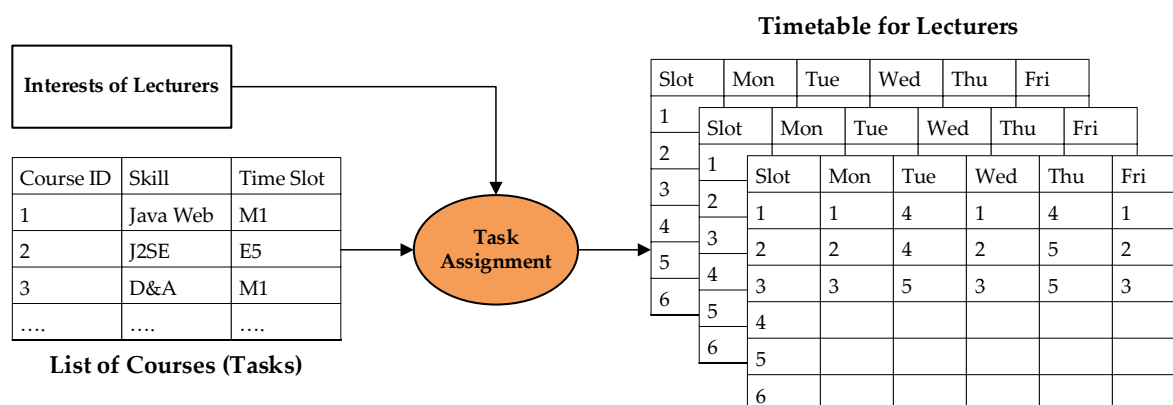 Timetable for Lecturers
Interests of Lecturers
Course ID Skill Time Slot
1 Java Web M1
2 J2SE E5
3 D&A M1
…. …. ….
List of Courses (Tasks)
Task
Assignment
Slot Mon Tue Wed Thu Fri
1
2
3
4
5
6
Slot Mon Tue Wed Thu Fri
1
2
3
4
5
6
Slot Mon Tue Wed Thu Fri
1 1 4 1 4 1
2 2 4 2 5 2
3 3 5 3 5 3
4
5
6